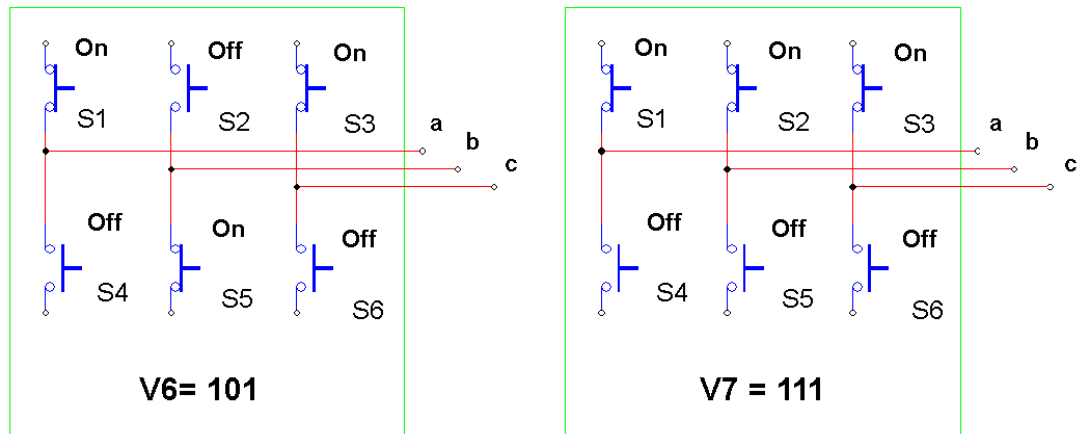 On Off On
S1 S2 S3
a
b
c
Off On Off
S4 S5 S6
V6= 101
On On On
S1 S2 S3
a
b
c
Off Off Off
S4 S5 S6
V7 = 111